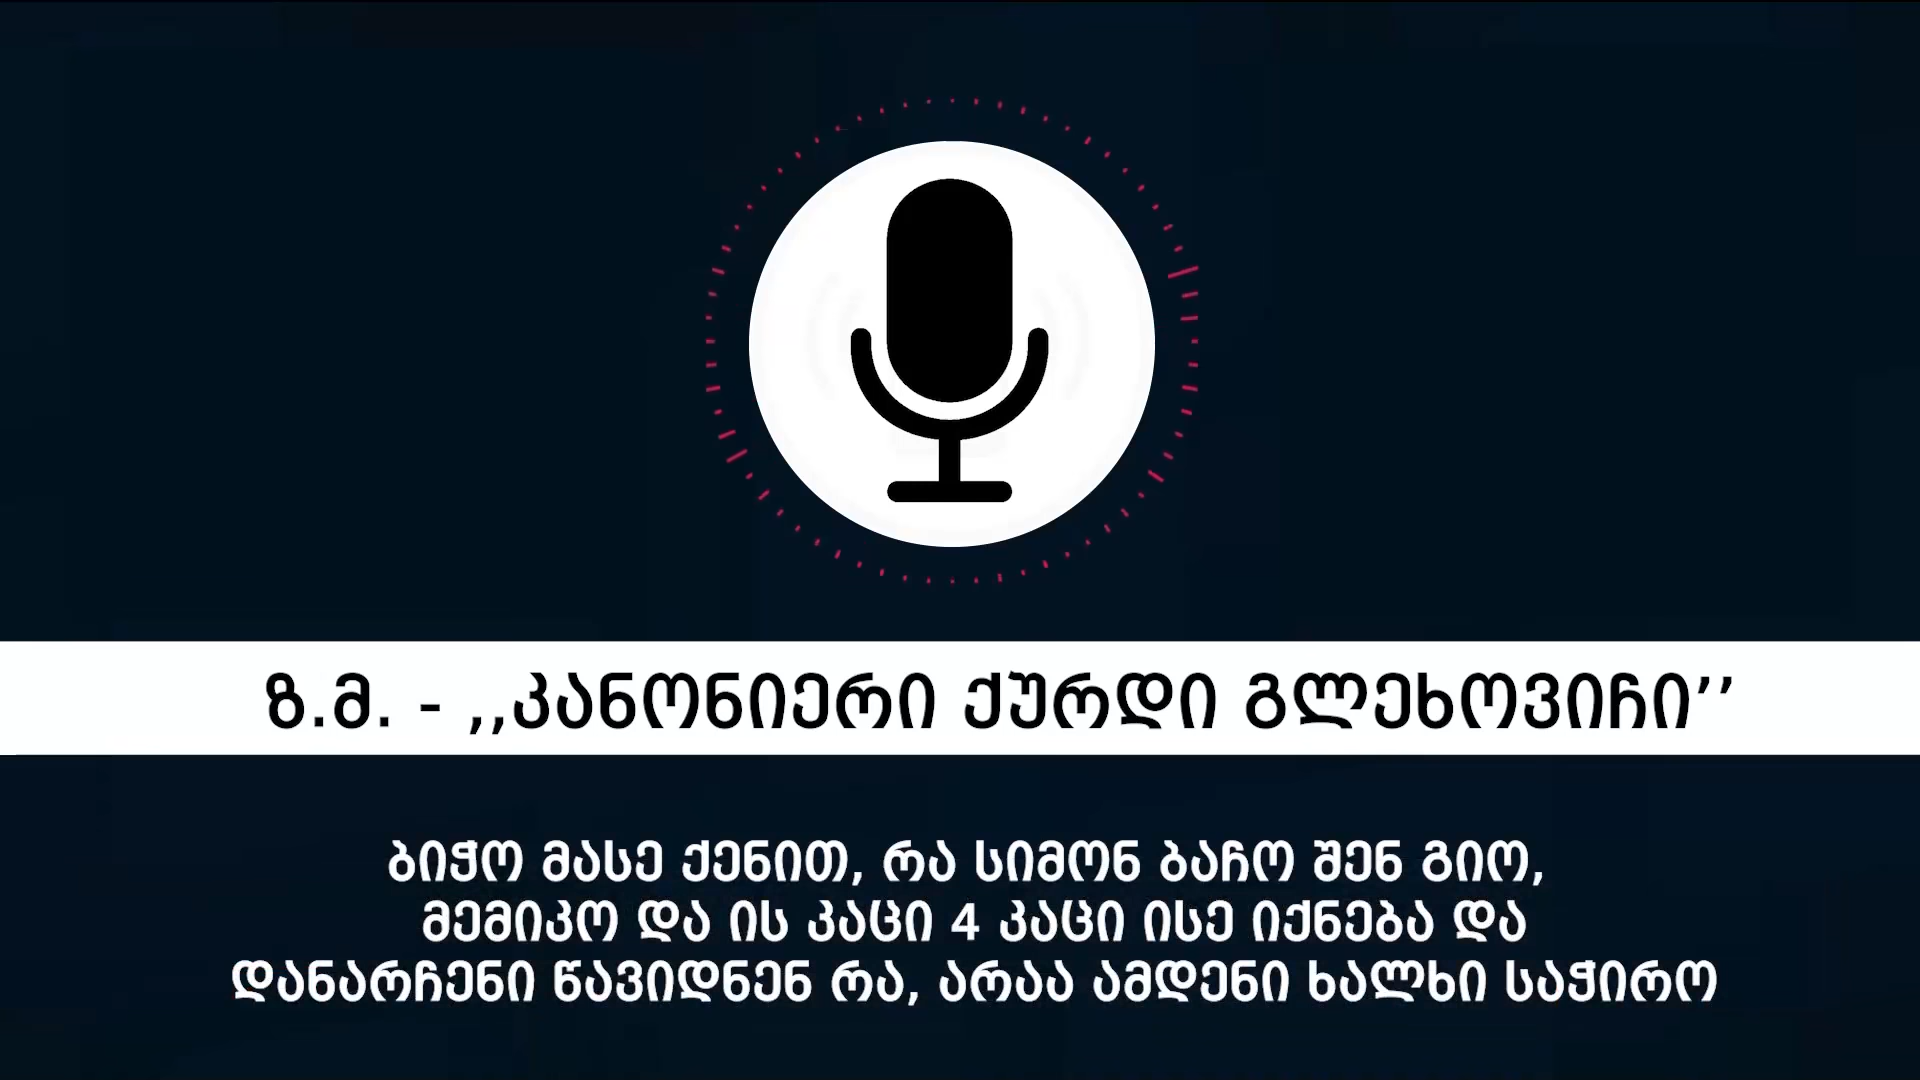 ზ.მ. - ,,კანონიერი ქურდი გლეხოვიჩი’’
ბიჭო მასე ქენით, რა სიმონ ბაჩო შენ გიო,
მემიკო და ის კაცი 4 კაცი ისე იქნება და
დანარჩენი წავიდნენ რა, არაა ამდენი ხალხი საჭირო